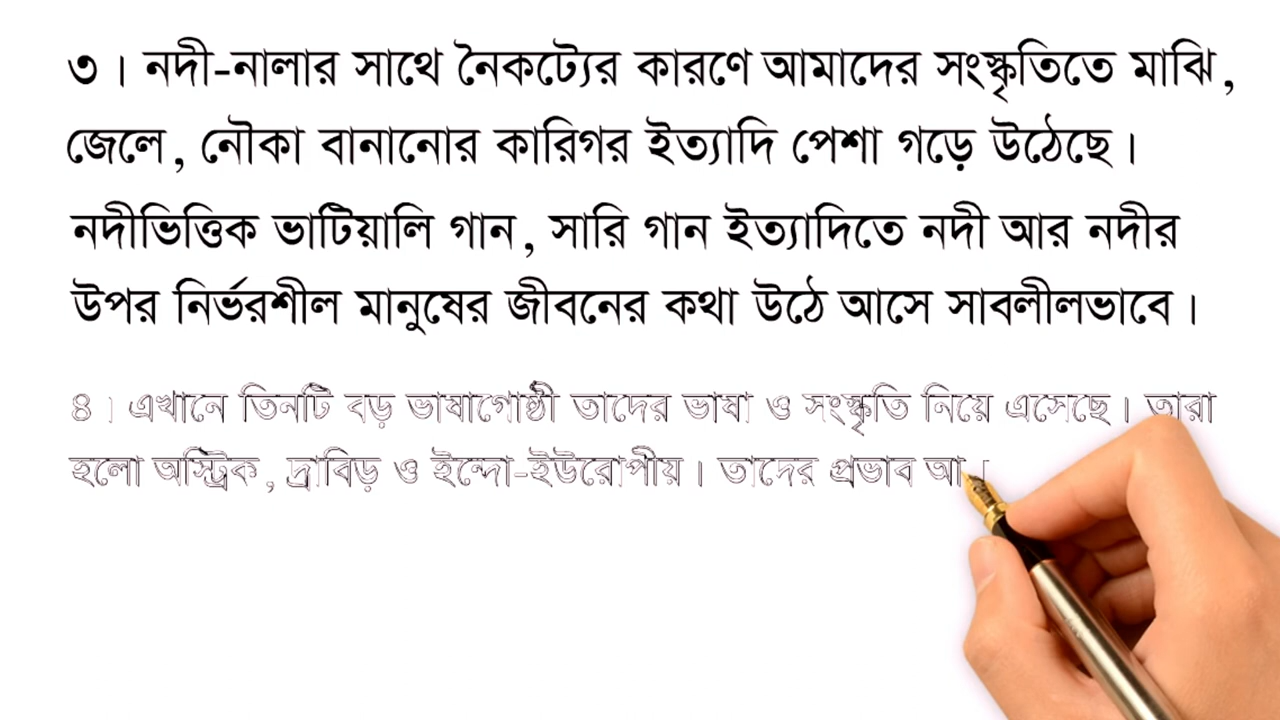 ৩। নদী-নালার সাথে নৈকট্যের কারণে আমাদের সংস্কৃতিতে মাঝি,
জেলে, নৌকা বানানোর কারিগর ইত্যাদি পেশা গড়ে উঠেছে।
নদীভিত্তিক ভাটিয়ালি গান, সারি গান ইত্যাদিতে নদী আর নদীর
উপর নির্ভরশীল মানুষের জীবনের কথা উঠে আসে সাবলীলভাবে।
৪। এখানে তিনটি বড় ভাষাগোষ্ঠী তাদের ভাষা ও সংস্কৃতি নিয়ে এসেছে। তারা
হলো অস্ট্রিক, দ্রাবিড় ও ইন্দো-ইউরোপীয়। তাদের প্রভাব